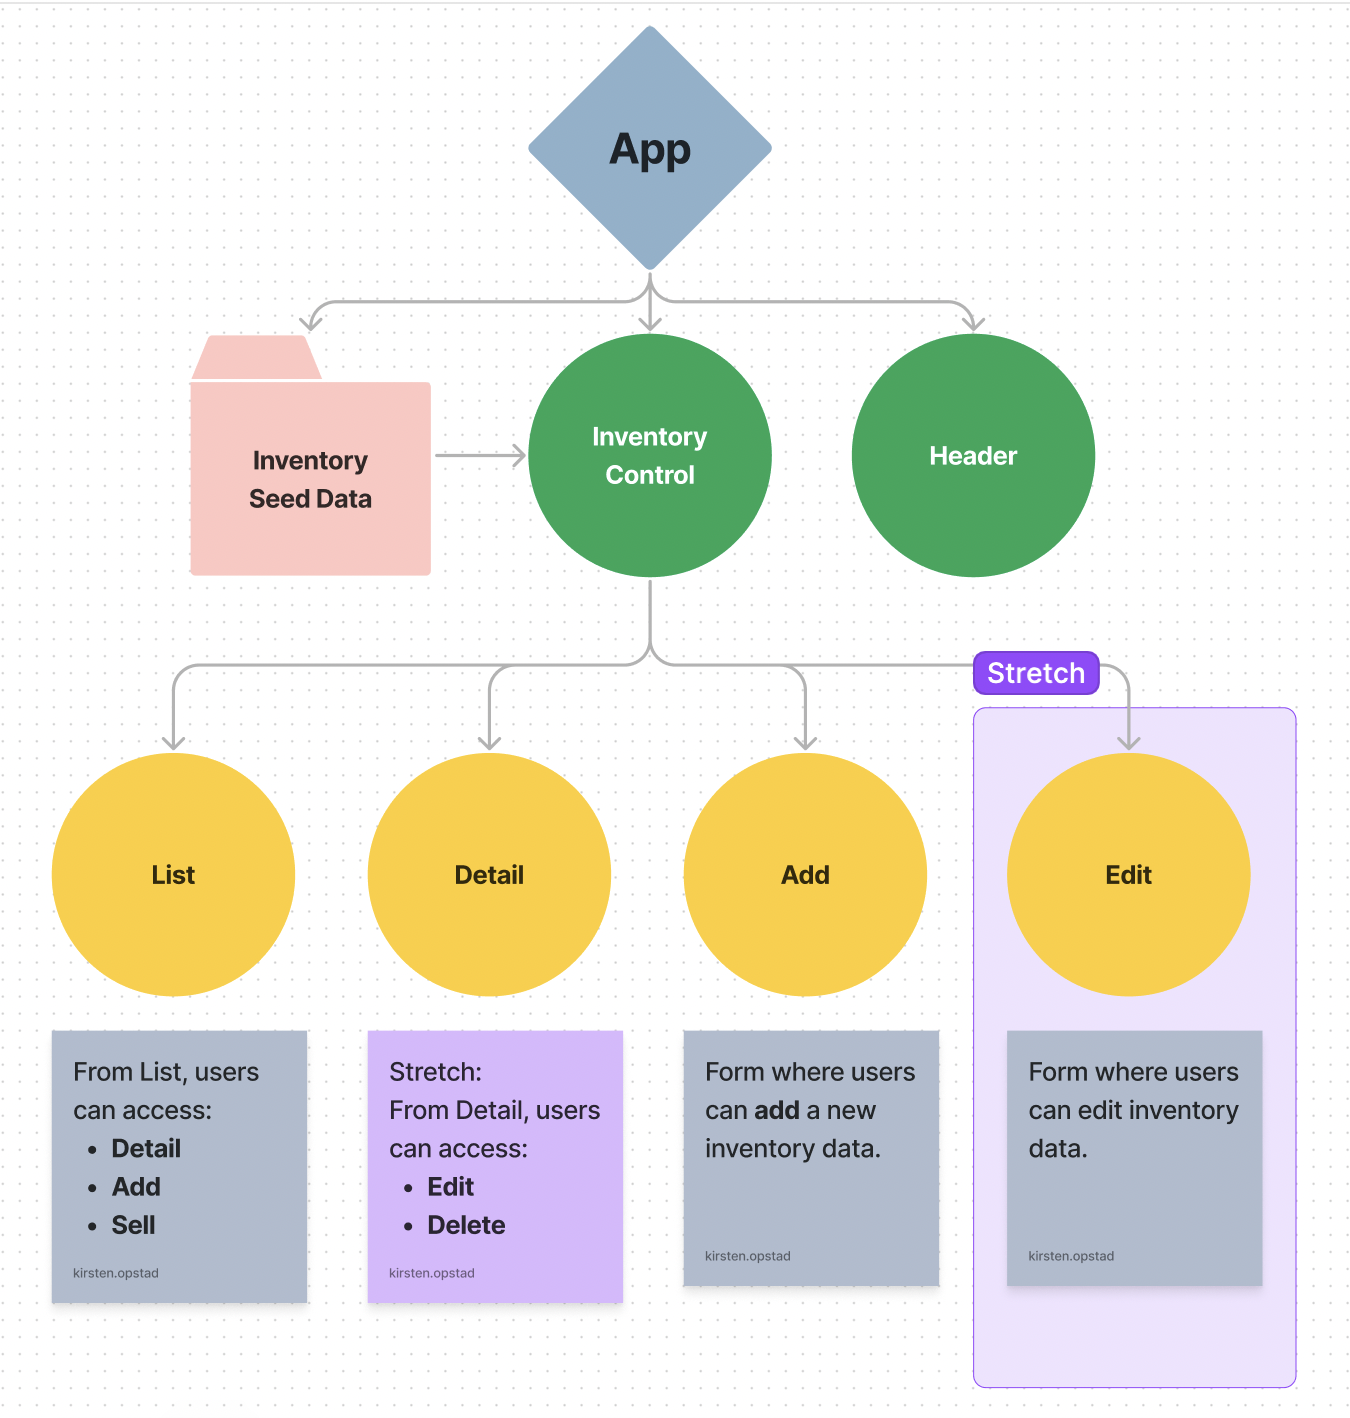 App
Inventory
Seed Data
Inventory
Control
Header
Stretch
List
Detail
Add
Edit
From List, users
can access:
• Detail
• Add
• Sell
kirsten.opstad
Stretch:
From Detail, users
can access:
• Edit
• Delete
kirsten.opstad
Form where users
can add a new
inventory data.
kirsten.opstad
Form where users
can edit inventory
data.
kirsten.opstad